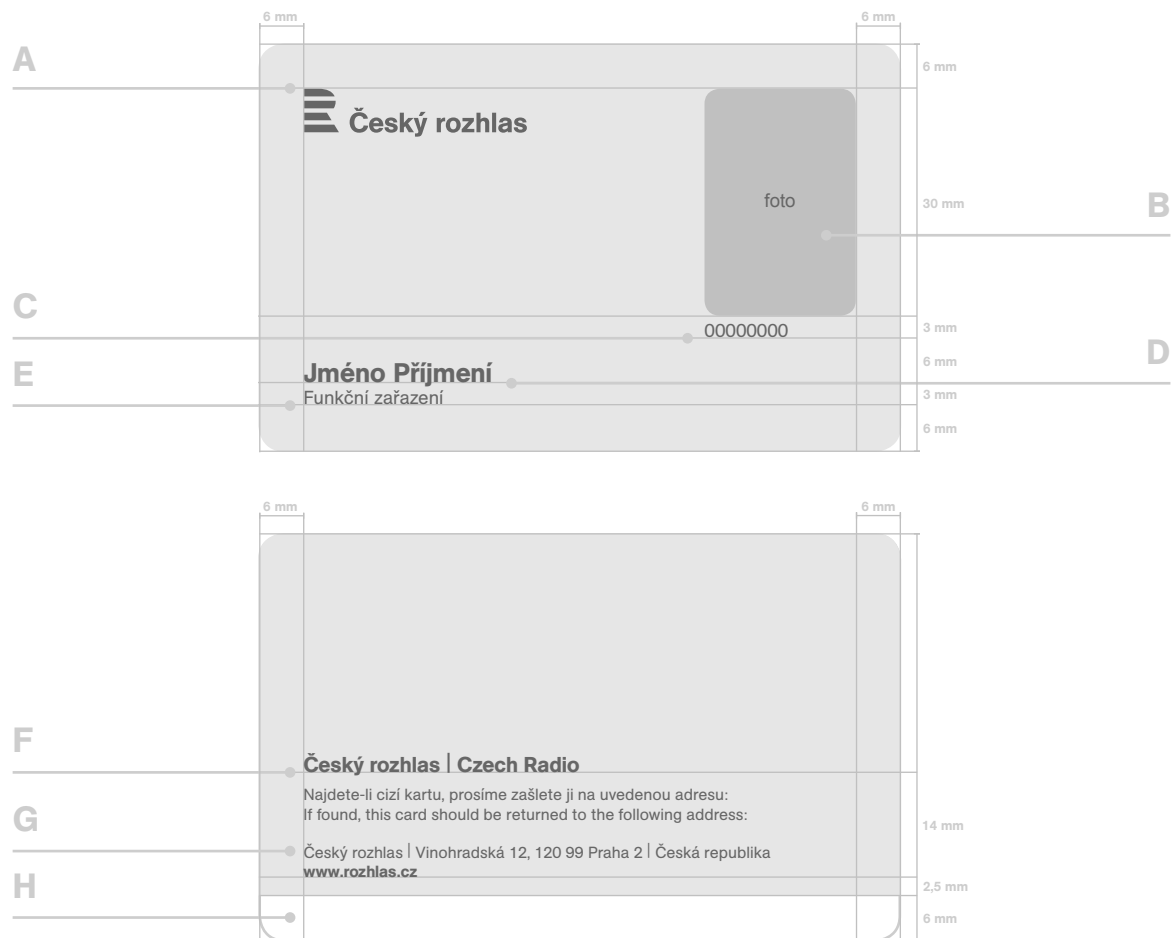 6 mm
6 mm
A
6 mm
Český rozhlas
foto
30 mm
B
C
00000000
3 mm
6 mm
D
E
Jméno Příjmení
3 mm
Funkční zařazení
6 mm
6 mm
6 mm
F
Český rozhlas | Czech Radio
Najdete-li cizí kartu, prosíme zašlete ji na uvedenou adresu:
If found, this card should be returned to the following address:
14 mm
G
Český rozhlas | Vinohradská 12, 120 99 Praha 2 | Česká republika
www.rozhlas.cz
H
2,5 mm
6 mm